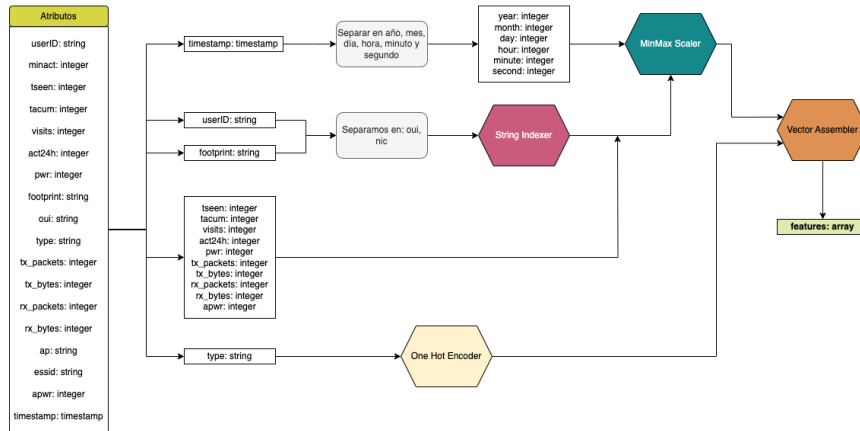 Atributos
userID: string
minact: integer
tseen: integer
tacum: integer
visits: integer
act24h: integer
pwr: integer
footprint: string
oui: string
type: string
tx_packets: integer
tx_bytes: integer
rx_packets: integer
rx_bytes: integer
ap: string
essid: string
apwr: integer
timestamp: timestamp
timestamp: timestamp
Separar en año, mes,
día, hora, minuto y
segundo
year: integer
month: integer
day: integer
hour: integer
minute: integer
second: integer
MinMax Scaler
userID: string
footprint: string
Separamos en: oui,
nic
String Indexer
Vector Assembler
features: array
tseen: integer
tacum: integer
visits: integer
act24h: integer
pwr: integer
tx_packets: integer
tx_bytes: integer
rx_packets: integer
rx_bytes: integer
apwr: integer
type: string
One Hot Encoder